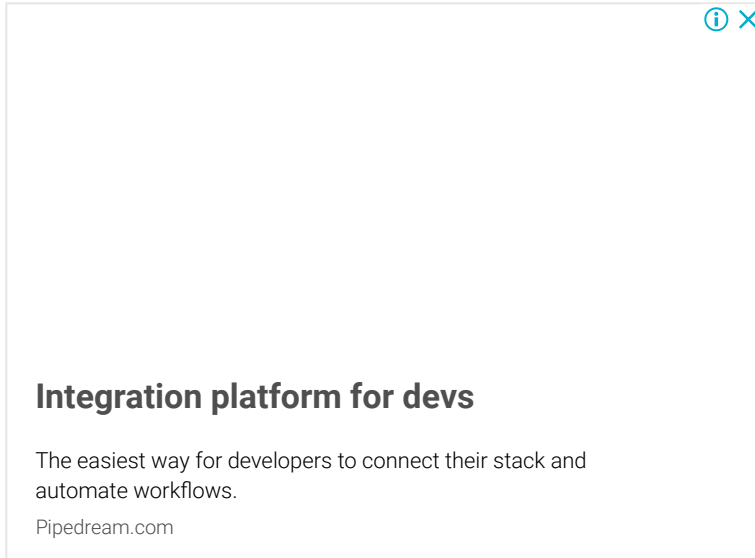 Integration platform for devs
The easiest way for developers to connect their stack and
automate workflows.
Pipedream.com